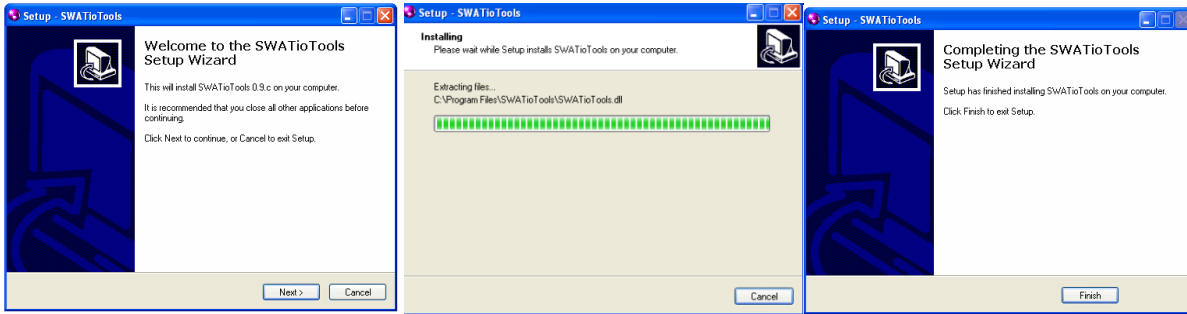 Setup - SWATioTools
Welcome to the SWATioTools
Setup Wizard
This will install SWATioTools 0.9.c on your computer.
It is recommended that you close all other applications before
continuing.
Click Next to continue, or Cancel to exit Setup.
Next >
Cancel
Setup - SWATioTools
Installing
Please wait while Setup installs SWATioTools on your computer.
Extracting files...
C:\Program Files\SWATioTools\SWATioTools.dll
Cancel
Setup - SWATioTools
Completing the SWATioTools
Setup Wizard
Setup has finished installing SWATioTools on your computer.
Click Finish to exit Setup.
Finish